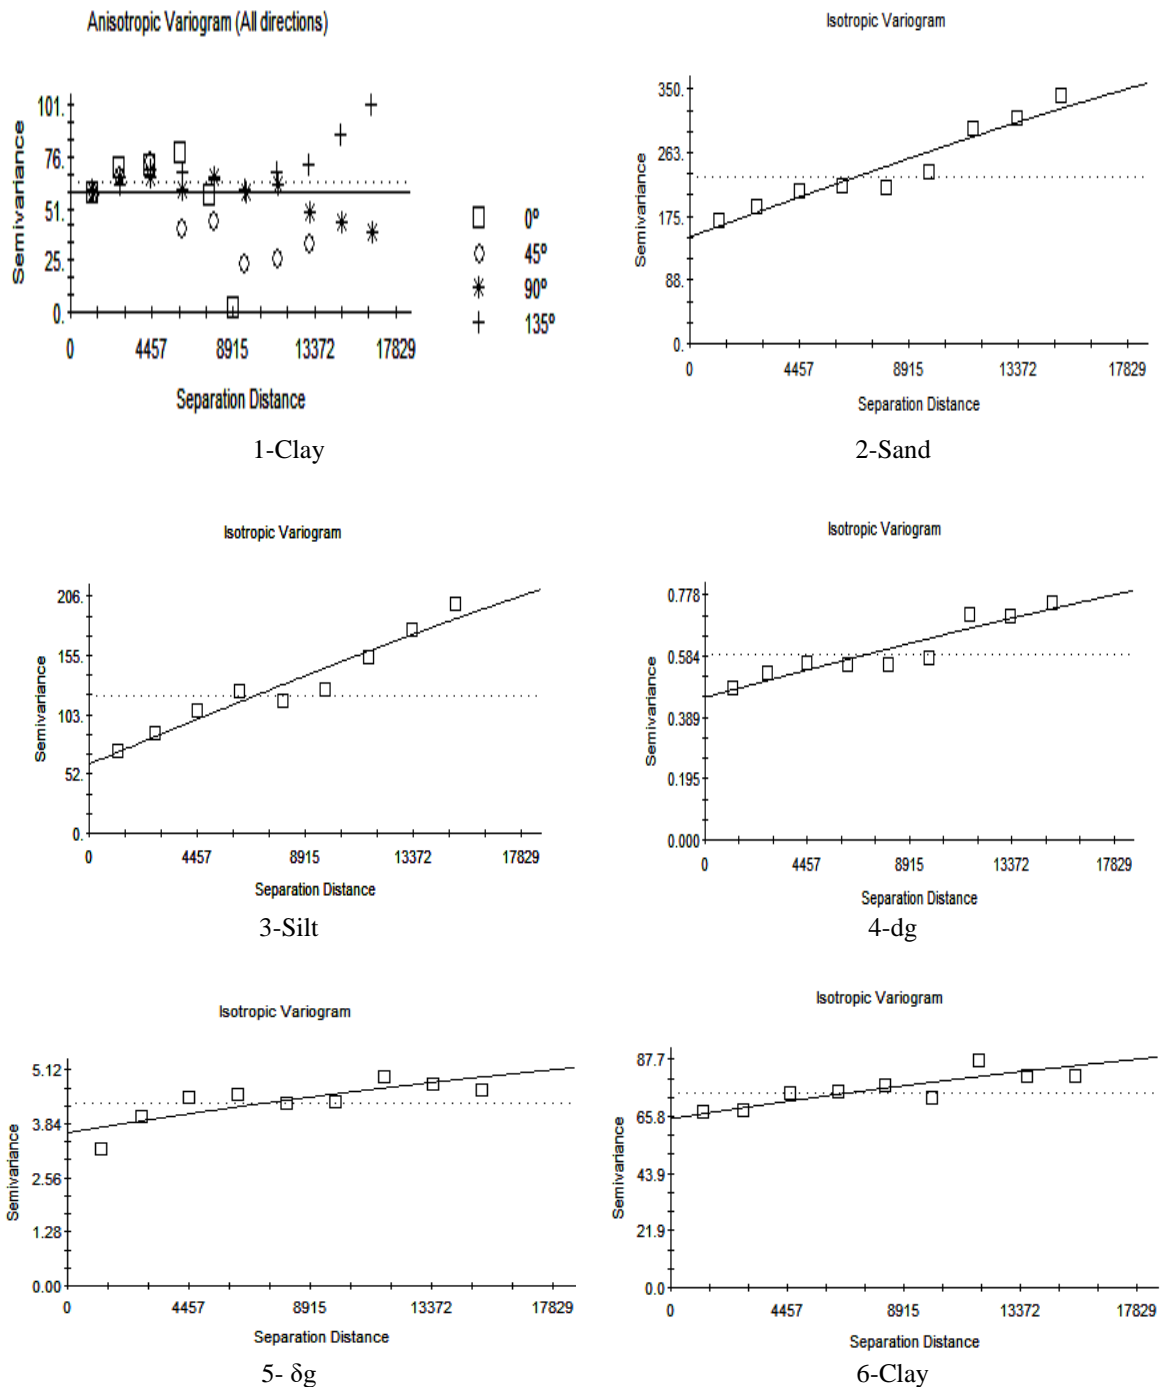 Anisotropic Variogram (All directions)
Semivariance
101.
76
51
25.
0.
0 4457 8915 13372 17829
Separation Distance
0º
45º
90º
135º
1-Clay
Isotropic Variogram
Semivariance
350.
263
175
88.
0.
0 4457 8915 13372 17829
Separation Distance
2-Sand
Isotropic Variogram
Semivariance
206.
155
103
52.
0.
0 4457 8915 13372 17829
Separation Distance
3-Silt
Isotropic Variogram
Semivariance
0.778
0.584
0.389
0.195
0.000
0 4457 8915 13372 17829
Separation Distance
4-dg
Isotropic Variogram
Semivariance
5.12
3.84
2.56
1.28
0.00
0 4457 8915 13372 17829
Separation Distance
5- δg
Isotropic Variogram
Semivariance
87.7
65.8
43.9
21.9
0.0
0 4457 8915 13372 17829
Separation Distance
6-Clay